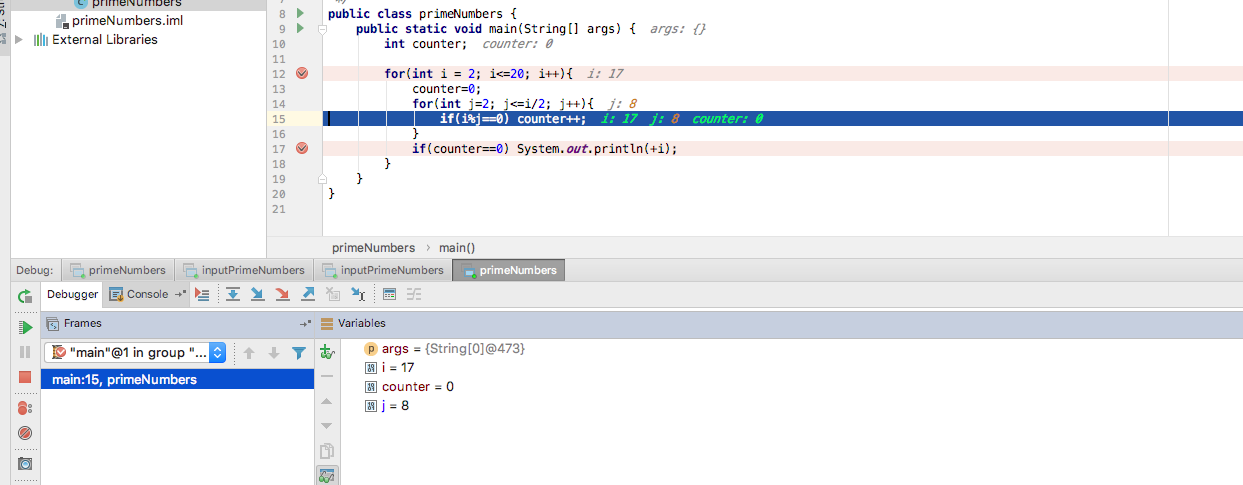 primeNumbers
primeNumbers.iml
External Libraries
8 public class primeNumbers {
9 public static void main(String[] args) { args: {}
10 int counter; counter: 0
11
12 for(int i = 2; i<=20; i++){ i: 17
13 counter=0;
14 for(int j=2; j<=i/2; j++){ j: 8
15 if(i%j==0) counter++; i: 17 j: 8 counter: 0
16 }
17 if(counter==0) System.out.println(+i);
18 }
19 }
20 }
21
primeNumbers > main()
Debug: primeNumbers inputPrimeNumbers inputPrimeNumbers primeNumbers
Debugger Console
Frames Variables
"main"@1 in group "...
main:15, primeNumbers
args = {String[0]@473}
i = 17
counter = 0
j = 8